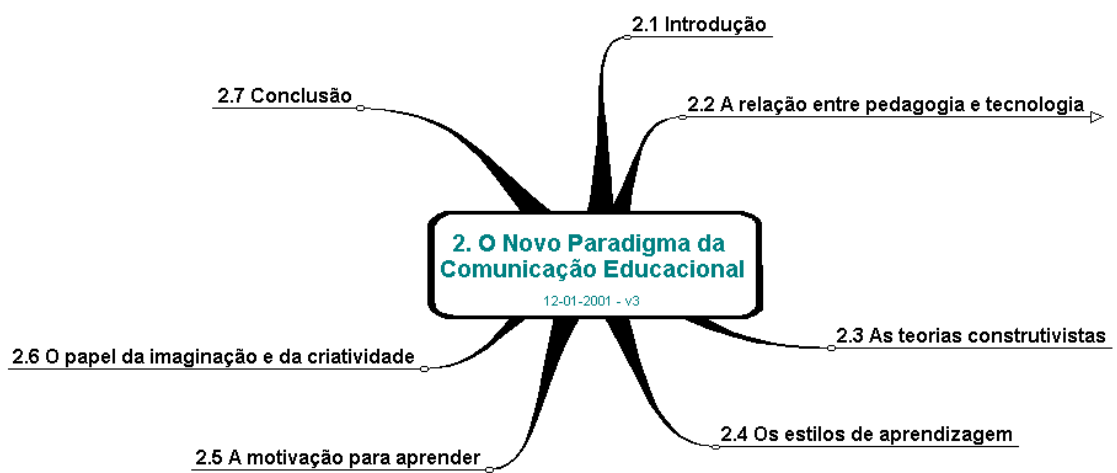 2.1 Introdução
2.7 Conclusão
2.2 A relação entre pedagogia e tecnologia
2. O Novo Paradigma da
Comunicação Educacional
12-01-2001 - v3
2.3 As teorias construtivistas
2.6 O papel da imaginação e da criatividade
2.4 Os estilos de aprendizagem
2.5 A motivação para aprender